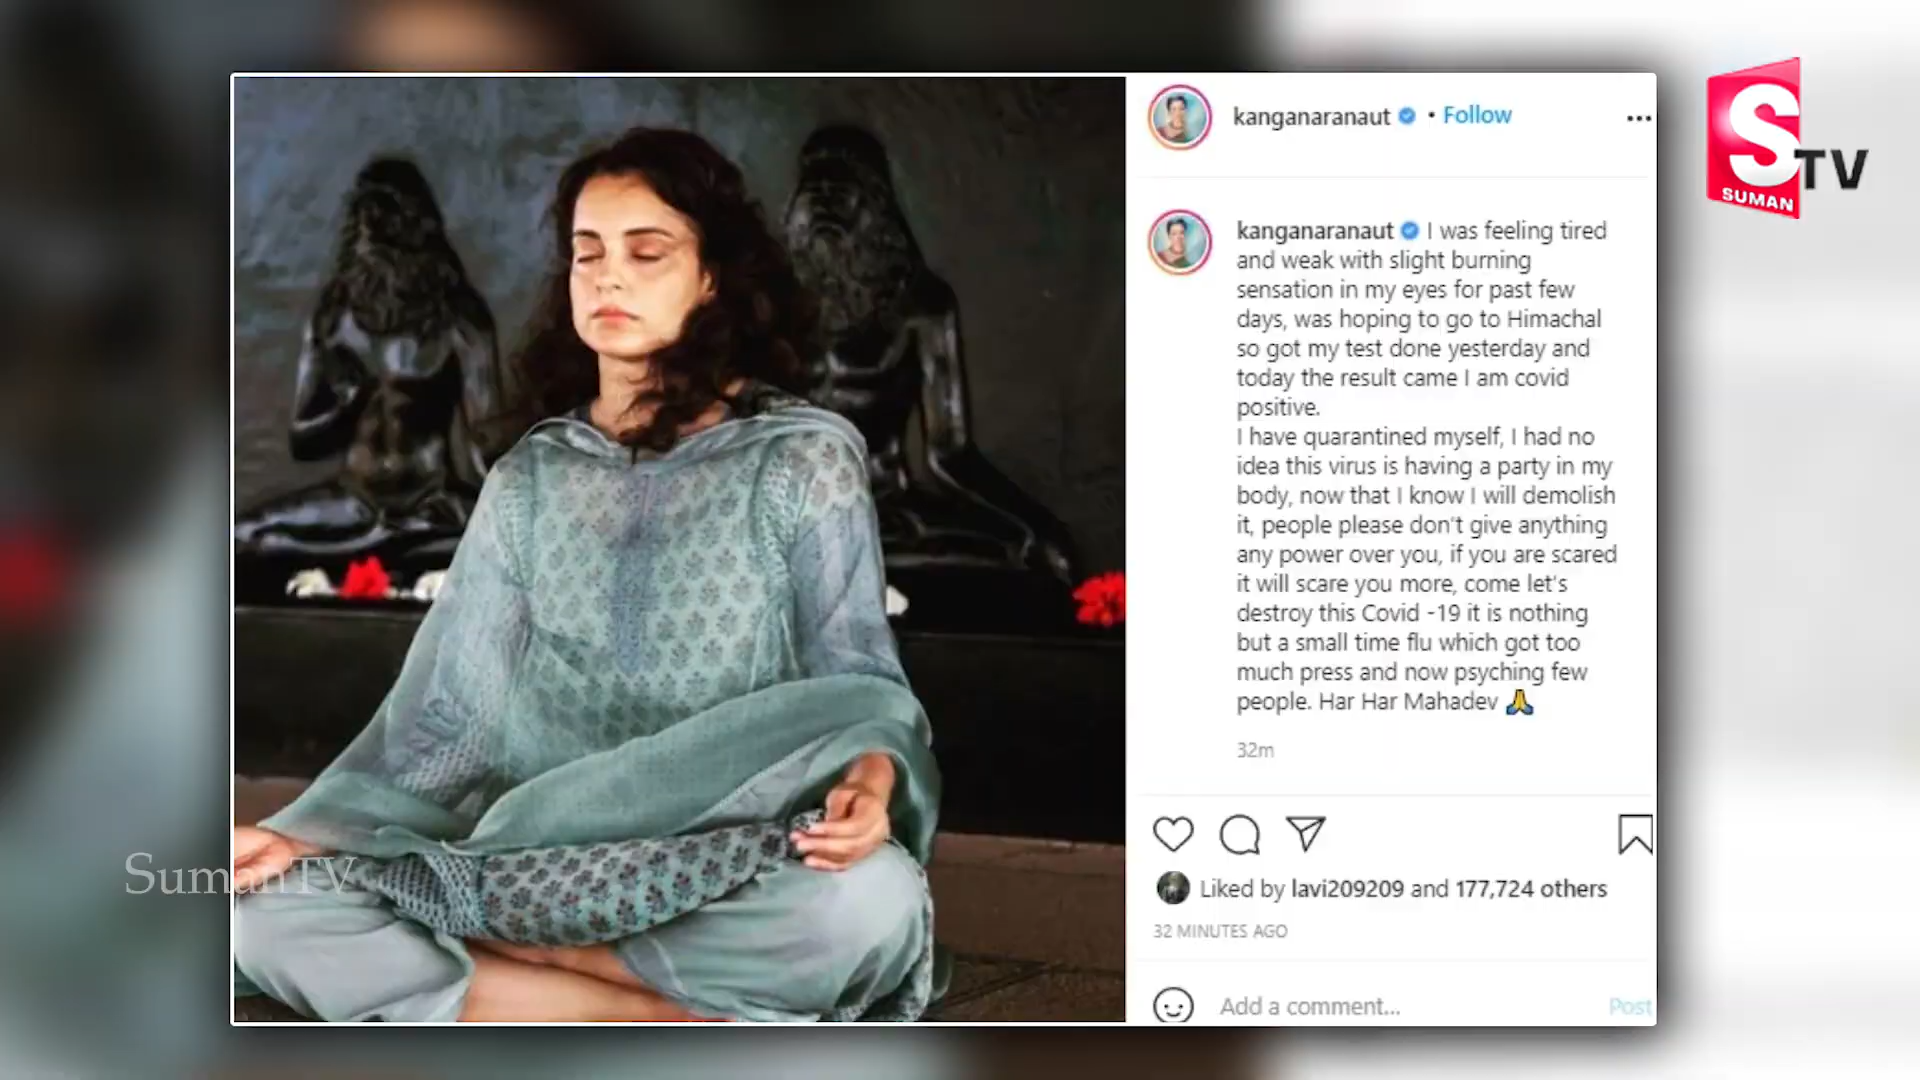 kanganaranaut • Follow
kanganaranaut I was feeling tired
and weak with slight burning
sensation in my eyes for past few
days, was hoping to go to Himachal
so got my test done yesterday and
today the result came I am covid
positive.
I have quarantined myself, I had no
idea this virus is having a party in my
body, now that I know I will demolish
it, people please don't give anything
any power over you, if you are scared
it will scare you more, come let's
destroy this Covid -19 it is nothing
but a small time flu which got too
much press and now psyching few
people. Har Har Mahadev 🙏
32m
Liked by lavi209209 and 177,724 others
32 MINUTES AGO
Add a comment... Post
S TV
SUMAN
SumanTV